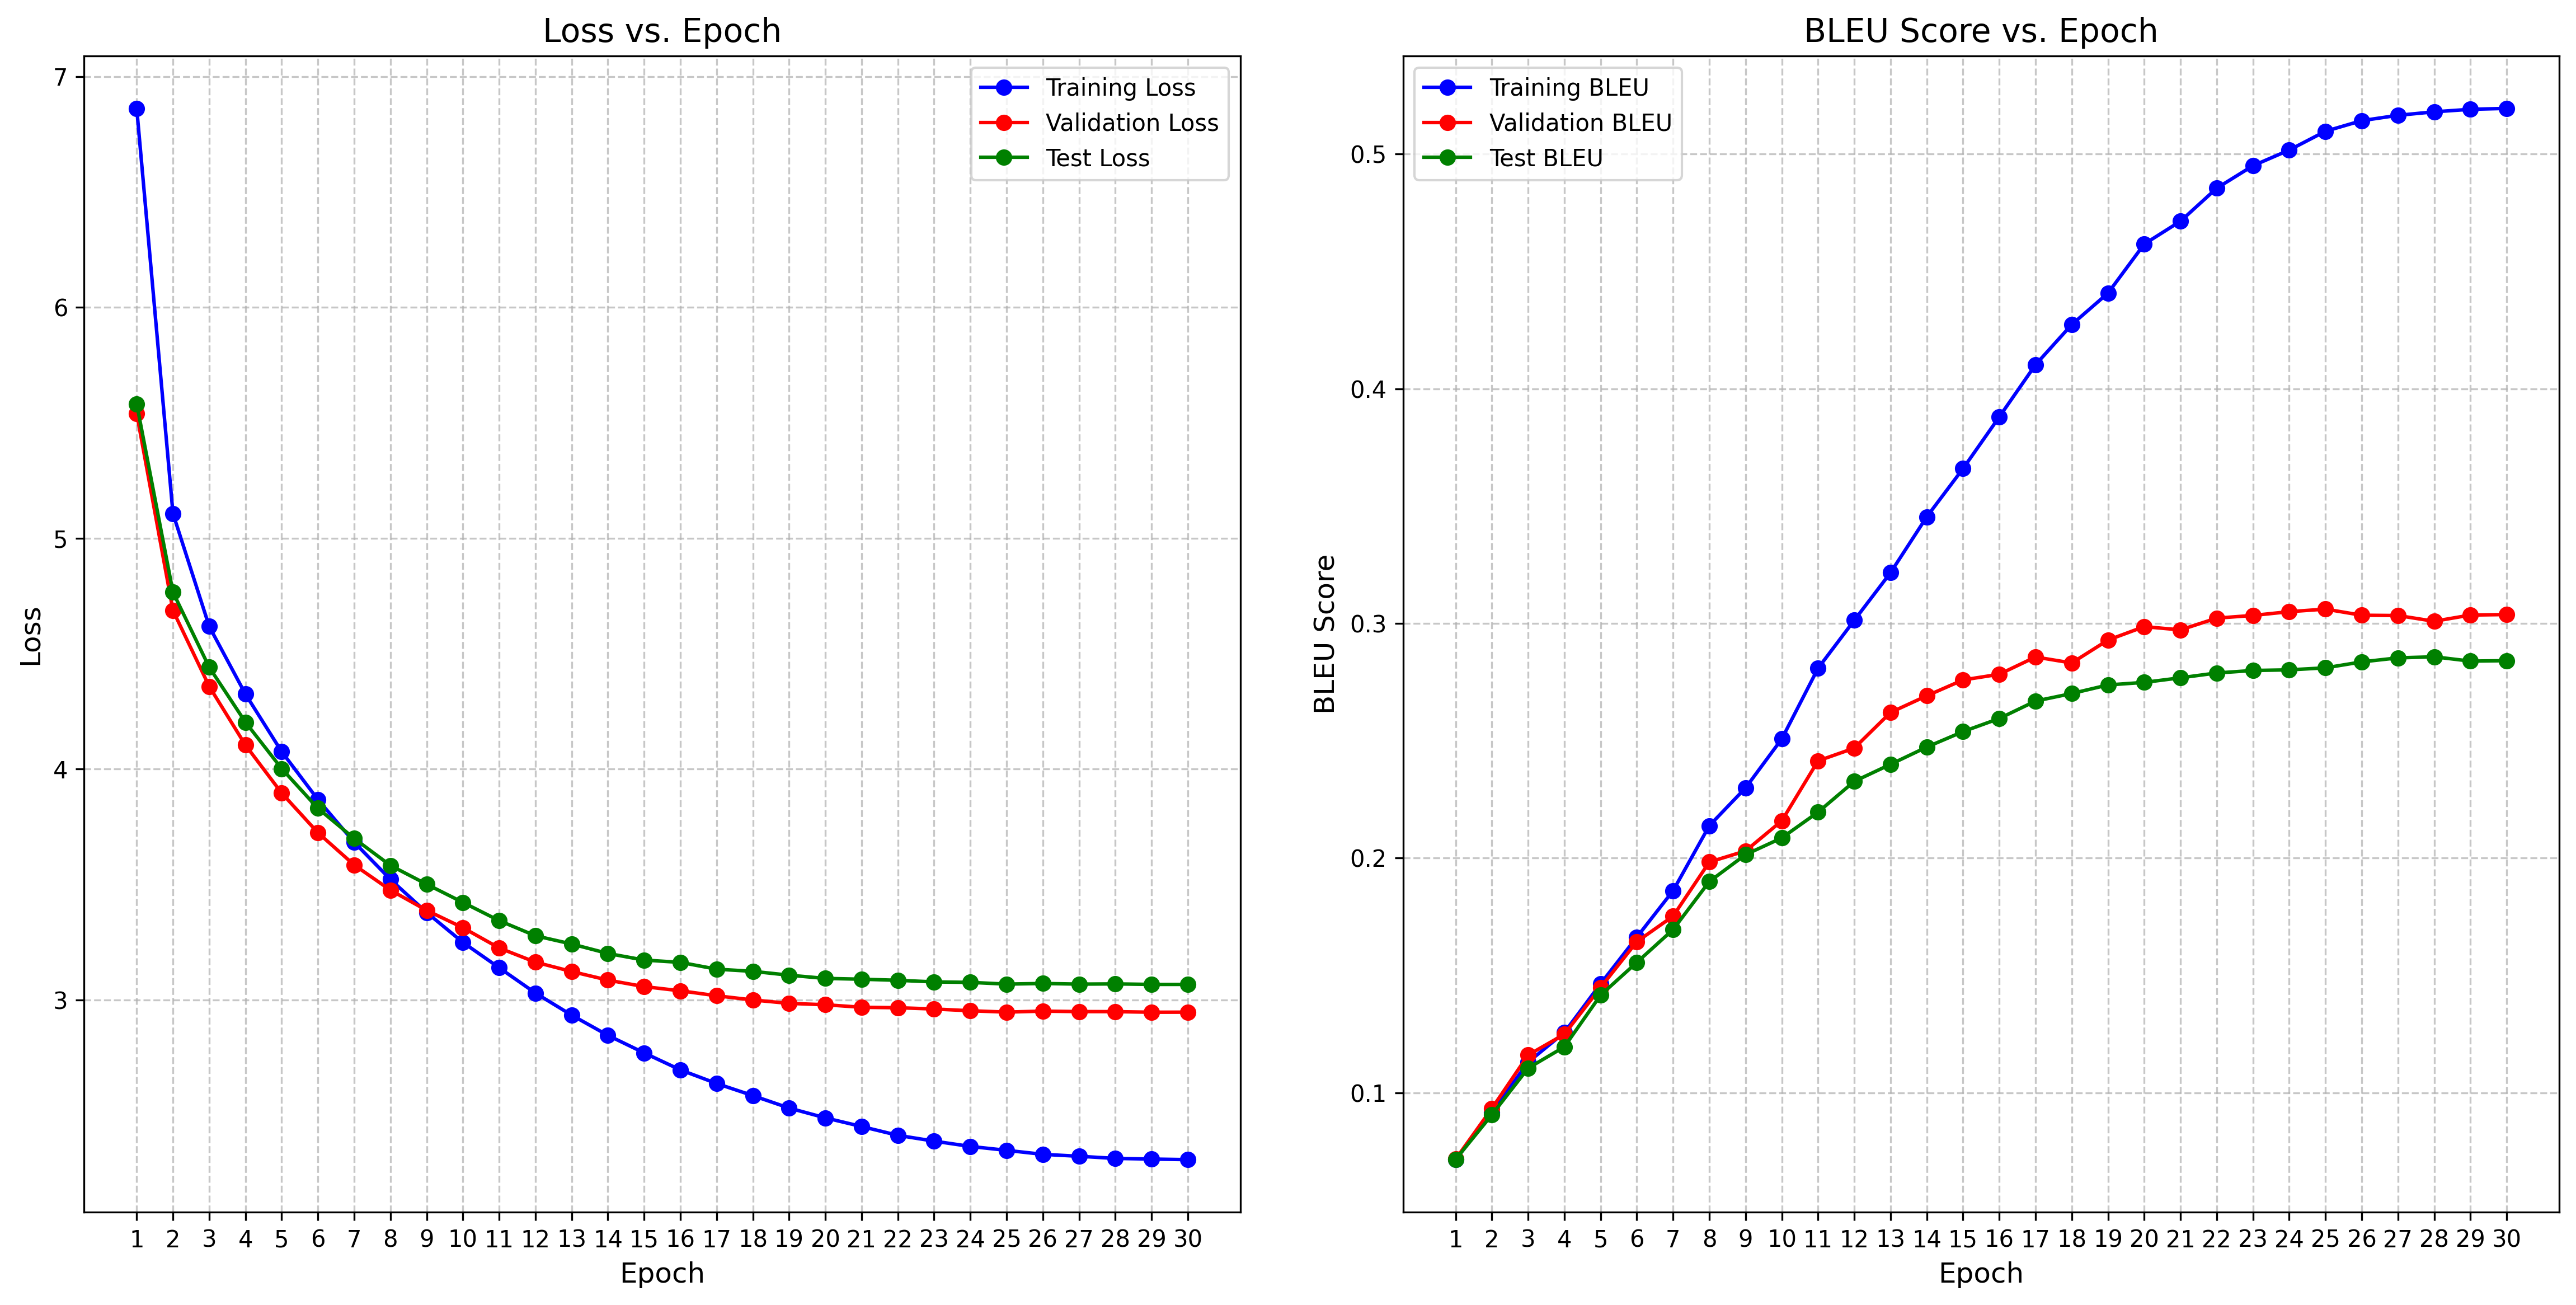 Loss vs. Epoch
7
6
5
4
3
Loss
Training Loss
Validation Loss
Test Loss
1 2 3 4 5 6 7 8 9 10 11 12 13 14 15 16 17 18 19 20 21 22 23 24 25 26 27 28 29 30
Epoch
BLEU Score vs. Epoch
0.5
0.4
0.3
0.2
0.1
BLEU Score
Training BLEU
Validation BLEU
Test BLEU
1 2 3 4 5 6 7 8 9 10 11 12 13 14 15 16 17 18 19 20 21 22 23 24 25 26 27 28 29 30
Epoch